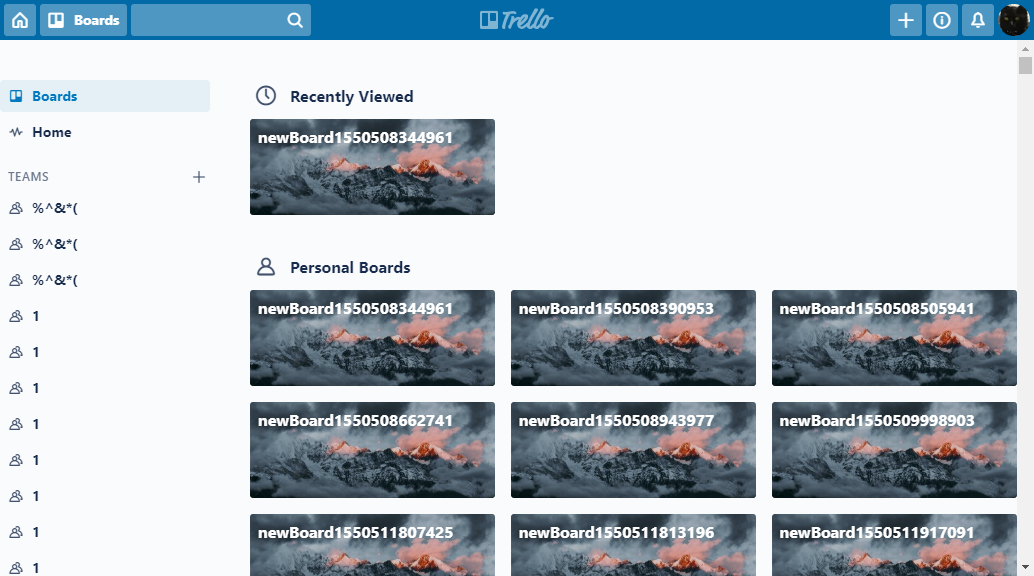 Boards
Trello
Boards
Home
TEAMS
%^&*(
%^&*(
%^&*(
1
1
1
1
1
1
1
1
Recently Viewed
newBoard1550508344961
Personal Boards
newBoard1550508344961
newBoard1550508390953
newBoard1550508505941
newBoard1550508662741
newBoard1550508943977
newBoard1550509998903
newBoard1550511807425
newBoard1550511813196
newBoard1550511917091